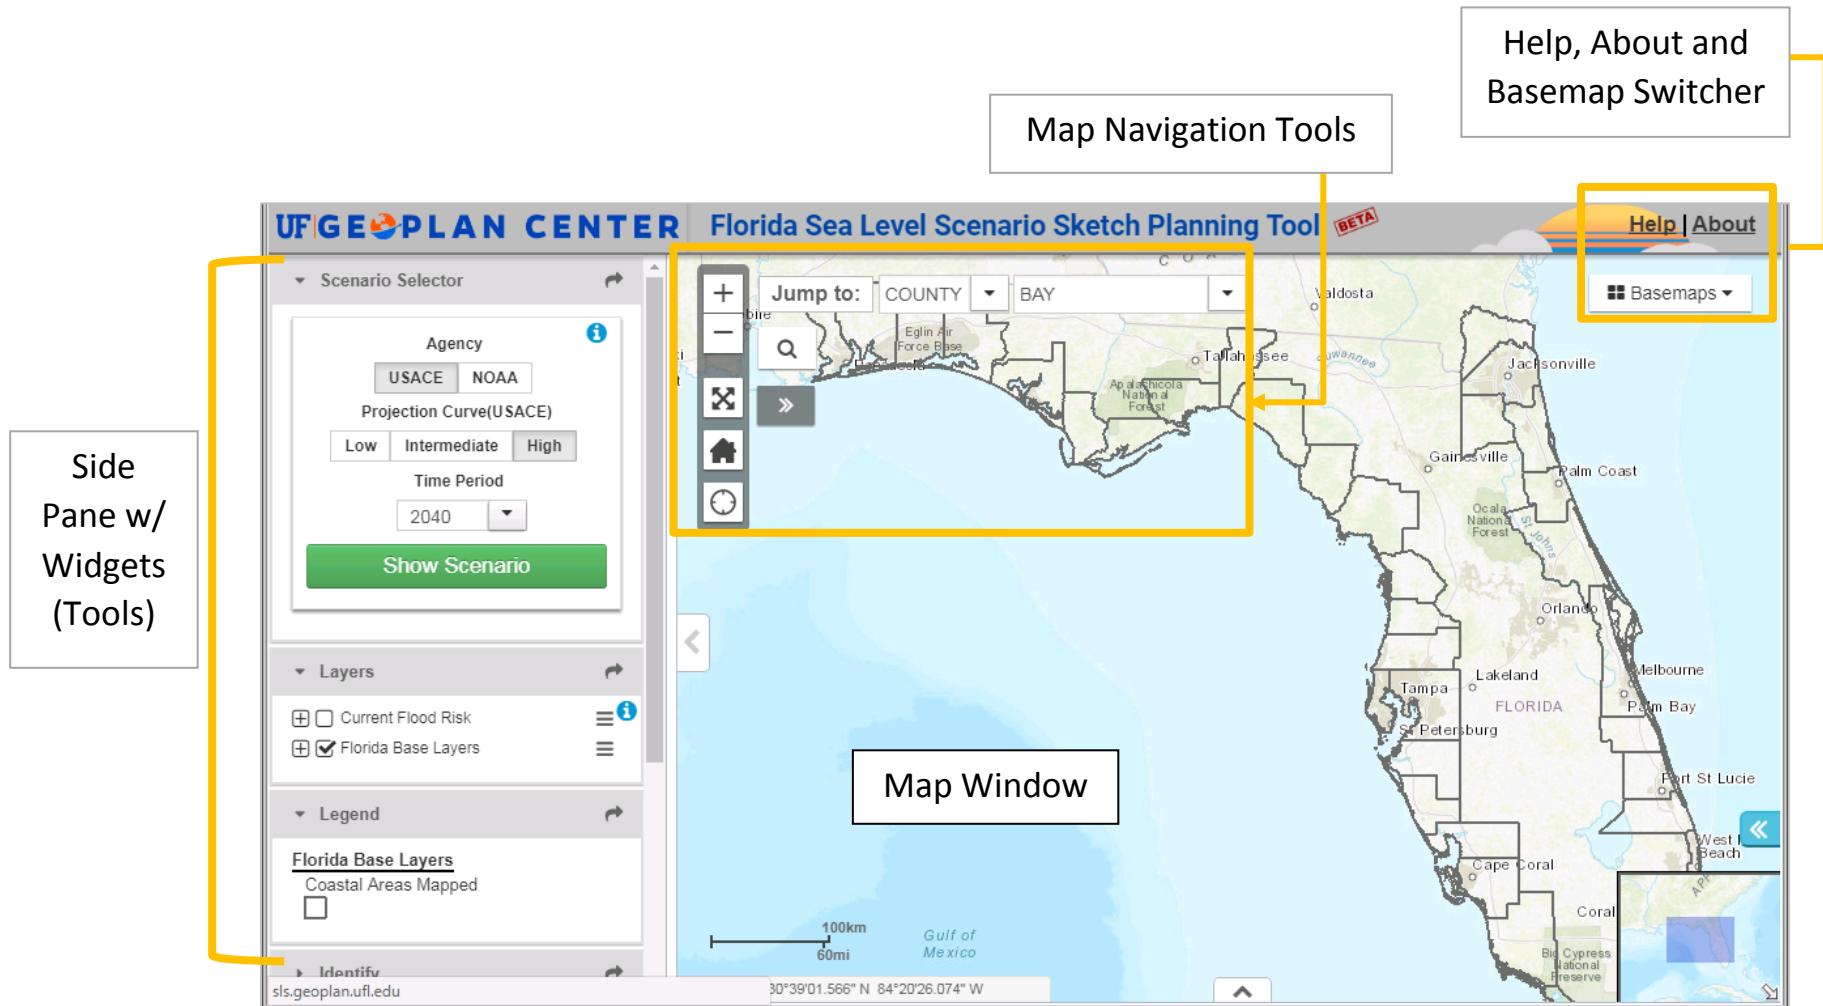 Help, About and
Basemap Switcher
Map Navigation Tools
UF GEOPLAN CENTER
Florida Sea Level Scenario Sketch Planning Tool BETA
Help | About
Side
Pane w/
Widgets
(Tools)
Scenario Selector
Agency
USACE NOAA
Projection Curve(USACE)
Low Intermediate High
Time Period
2040
Show Scenario
Layers
Current Flood Risk
Florida Base Layers
Legend
Florida Base Layers
Coastal Areas Mapped
Identify
sls.geoplan.ufl.edu
Jump to: COUNTY BAY
Basemaps
Valdosta
Eglin Air
Force Base
Tallahassee
Suwannee
Apalachicola
National
Forest
Jacksonville
Gainesville
Palm Coast
Ocala
National
Forest
St Johns
Orlando
Melbourne
Lakeland
Tampa
FLORIDA
Palm Bay
St Petersburg
Map Window
Fort St Lucie
West
Beach
Cape Coral
Coral
Big Cypress
National
Preserve
100km
60mi
Gulf of
Mexico
30°39'01.566" N 84°20'26.074" W